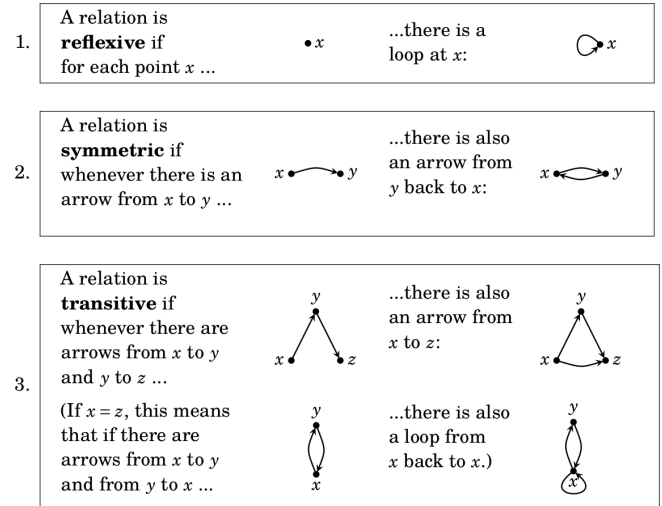 1.
A relation is
reflexive if
for each point x ...
x
...there is a
loop at x:
x
2.
A relation is
symmetric if
whenever there is an
arrow from x to y ...
x y
...there is also
an arrow from
y back to x:
x y
3.
A relation is
transitive if
whenever there are
arrows from x to y
and y to z ...
y
x z
...there is also
an arrow from
x to z:
y
x z
(If x = z, this means
that if there are
arrows from x to y
and from y to x ...
y
x
...there is also
a loop from
x back to x.)
y
x